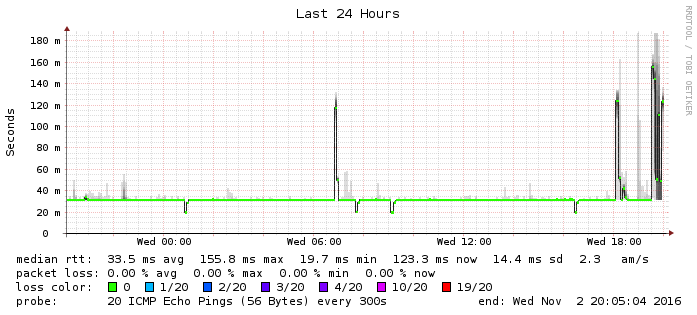 Last 24 Hours
RRDTOOL / TOBI OETIKER
Seconds
180 m
160 m
140 m
120 m
100 m
80 m
60 m
40 m
20 m
0
Wed 00:00 Wed 06:00 Wed 12:00 Wed 18:00
median rtt: 33.5 ms avg 155.8 ms max 19.7 ms min 123.3 ms now 14.4 ms sd 2.3 am/s
packet loss: 0.00 % avg 0.00 % max 0.00 % min 0.00 % now
loss color: 0 1/20 2/20 3/20 4/20 10/20 19/20
probe: 20 ICMP Echo Pings (56 Bytes) every 300s end: Wed Nov 2 20:05:04 2016